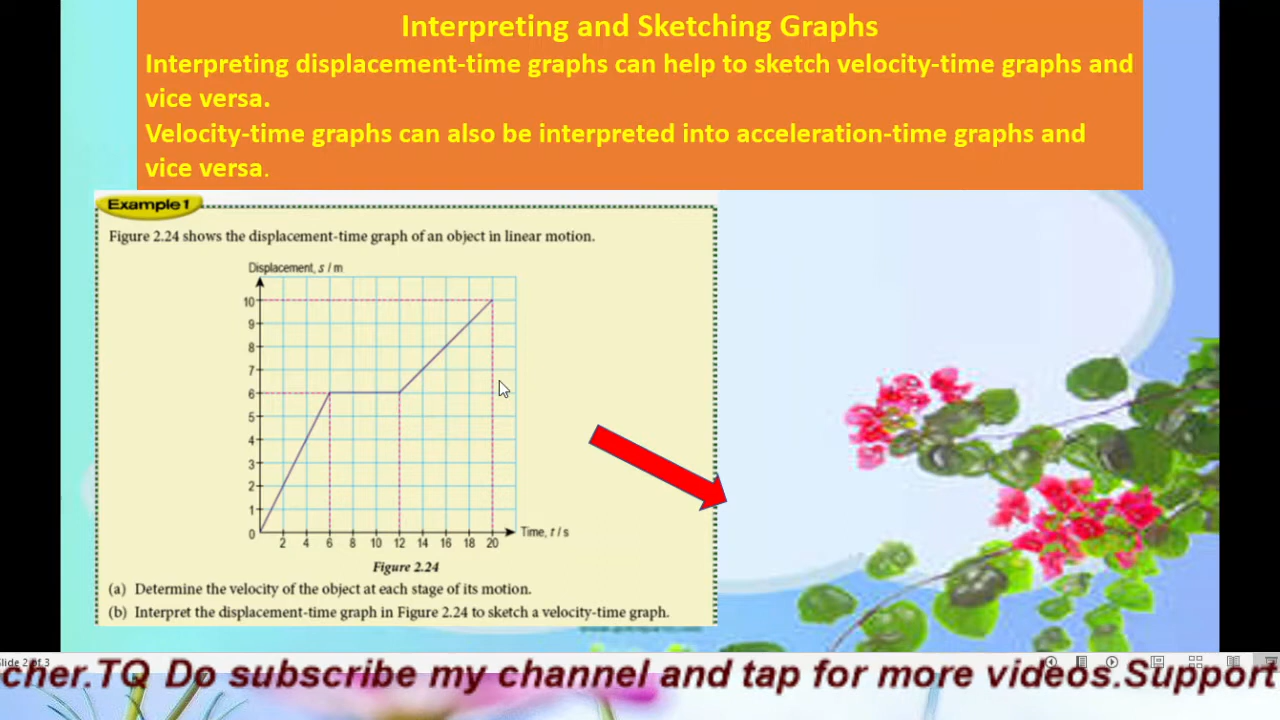 Interpreting and Sketching Graphs
Interpreting displacement-time graphs can help to sketch velocity-time graphs and
vice versa.
Velocity-time graphs can also be interpreted into acceleration-time graphs and
vice versa.
Example 1
Figure 2.24 shows the displacement-time graph of an object in linear motion.
Displacement, s / m
10
9
8
7
6
5
4
3
2
1
0
2 4 6 8 10 12 14 16 18 20
Time, t / s
Figure 2.24
(a) Determine the velocity of the object at each stage of its motion.
(b) Interpret the displacement-time graph in Figure 2.24 to sketch a velocity-time graph.
Slide 2 of 3
cher.TQ Do subscribe my channel and tap for more videos.Support